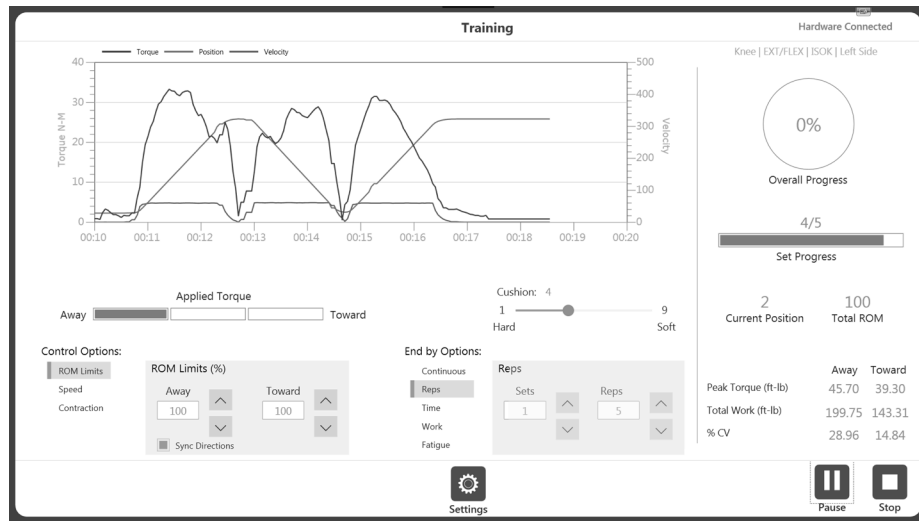 Training
Hardware Connected
Knee | EXT/FLEX | ISOK | Left Side
Torque Position Velocity
40 500
400
30
300
20
200
10
100
0 0
Torque N-M
Velocity
00:10 00:11 00:12 00:13 00:14 00:15 00:16 00:17 00:18 00:19 00:20
0%
Overall Progress
4/5
Set Progress
Applied Torque
Away Toward
Cushion: 4
1 9
Hard Soft
2 100
Current Position Total ROM
Control Options:
ROM Limits
Speed
Contraction
ROM Limits (%)
Away Toward
100 100
Sync Directions
End by Options:
Continuous
Reps
Time
Work
Fatigue
Reps
Sets Reps
1 5
Away Toward
Peak Torque (ft-lb) 45.70 39.30
Total Work (ft-lb) 199.75 143.31
% CV 28.96 14.84
Settings
Pause Stop